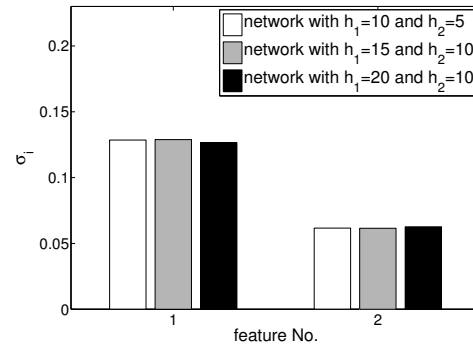 network with h1=10 and h2=5
network with h1=15 and h2=10
network with h1=20 and h2=10
0.2
0.15
0.1
0.05
0
σi
1 2
feature No.